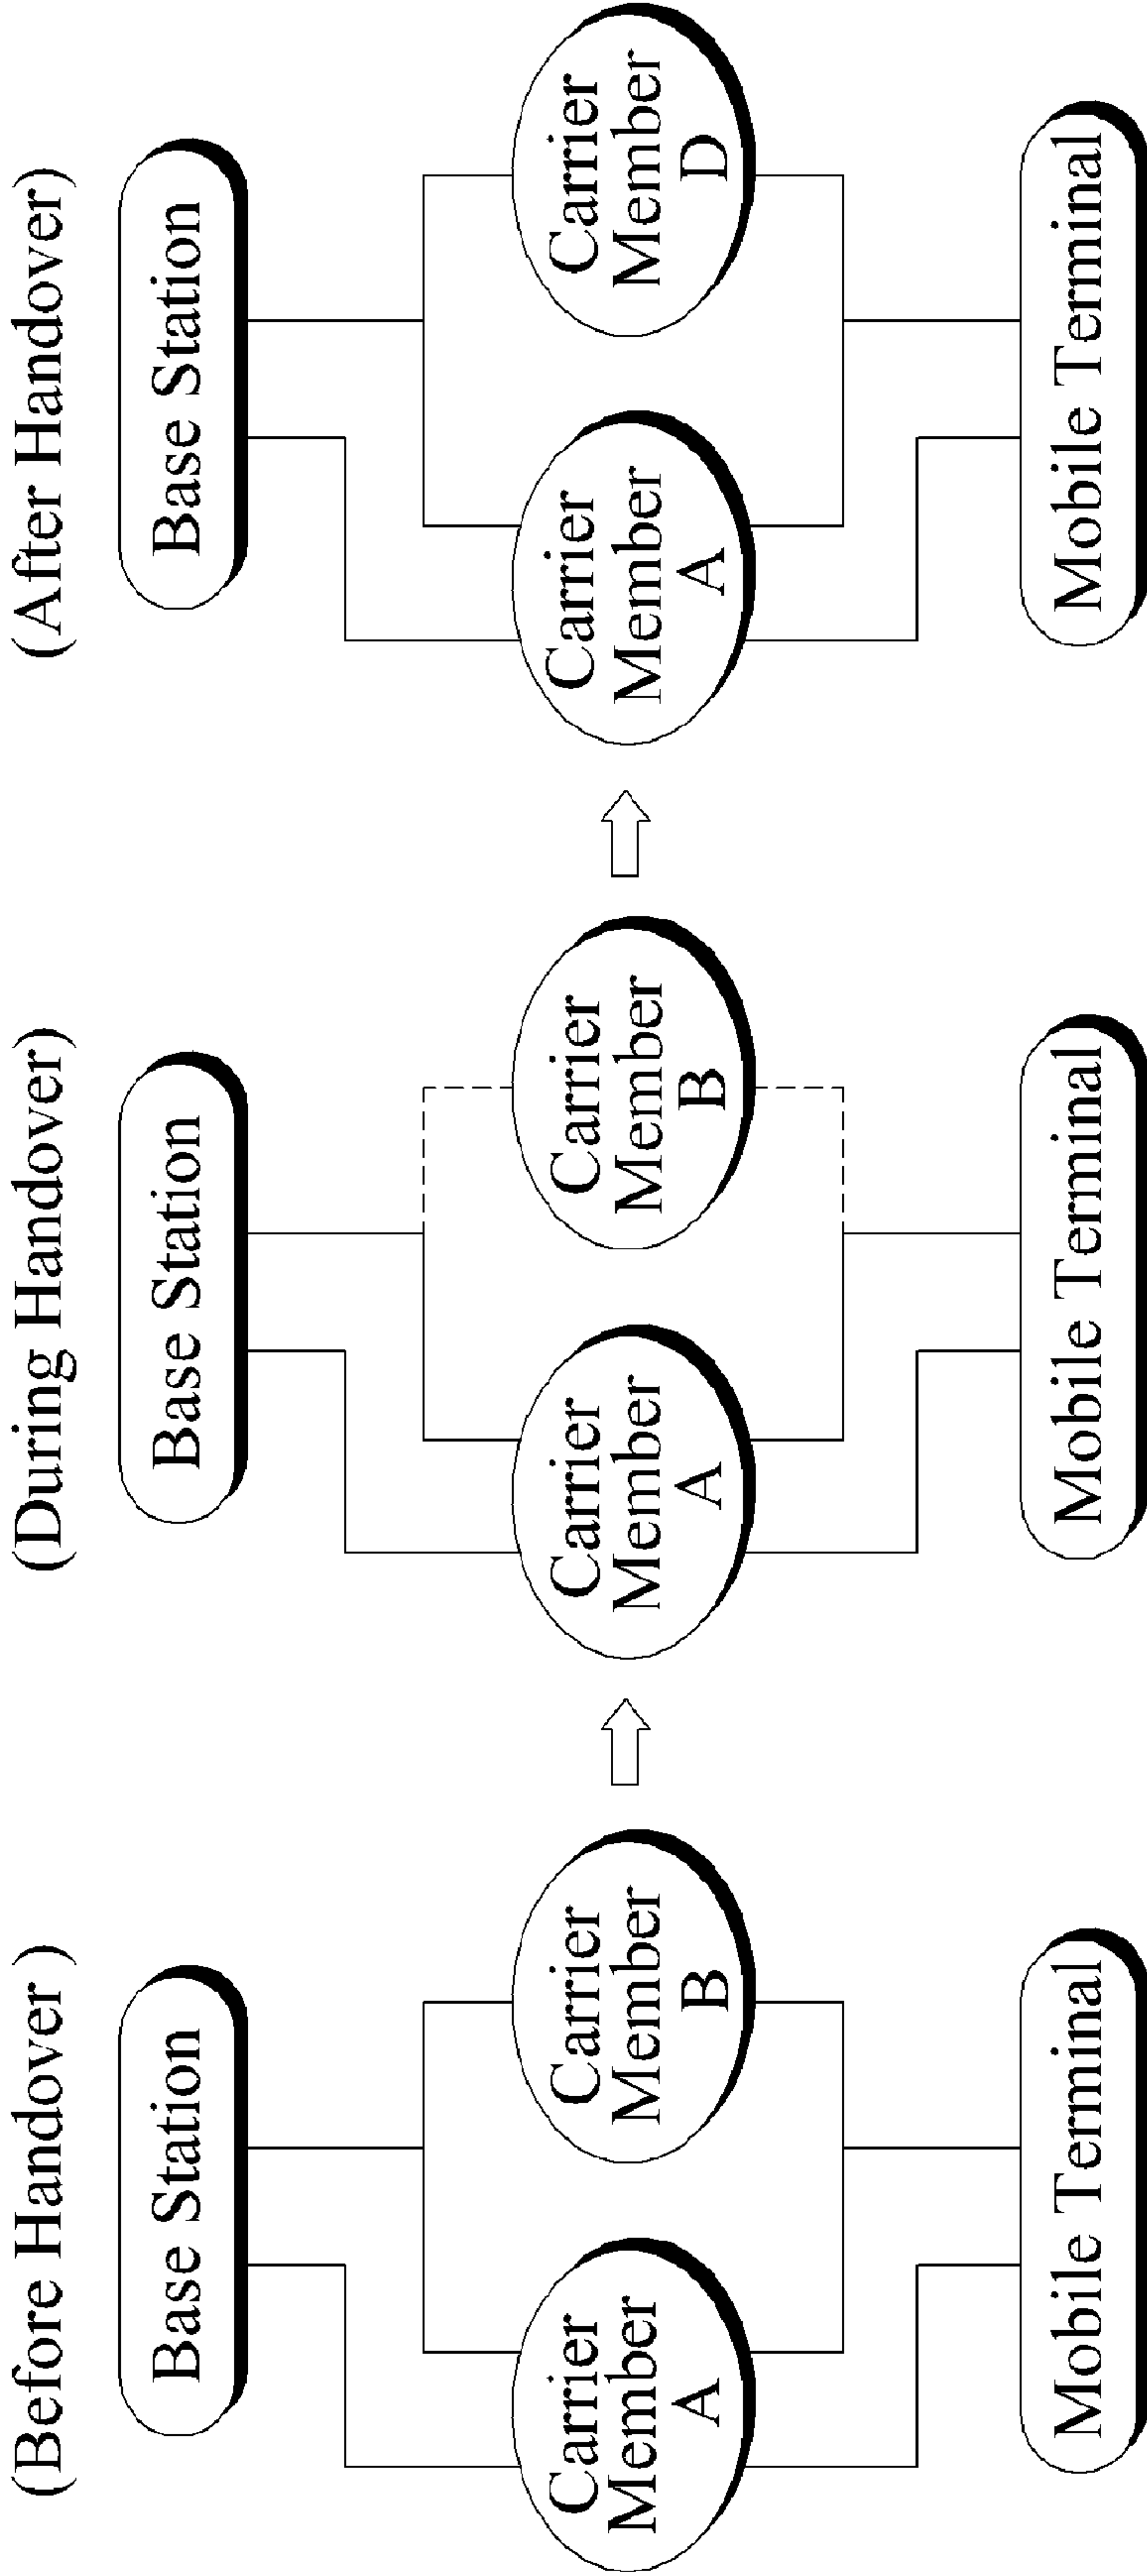 (Before Handover )
Base Station
Carrier
Member
A
Carrier
Member
B
Mobile Terminal
(During Handover)
Base Station
Carrier
Member
A
Carrier
Member
B
Mobile Terminal
(After Handover)
Base Station
Carrier
Member
A
Carrier
Member
D
Mobile Terminal